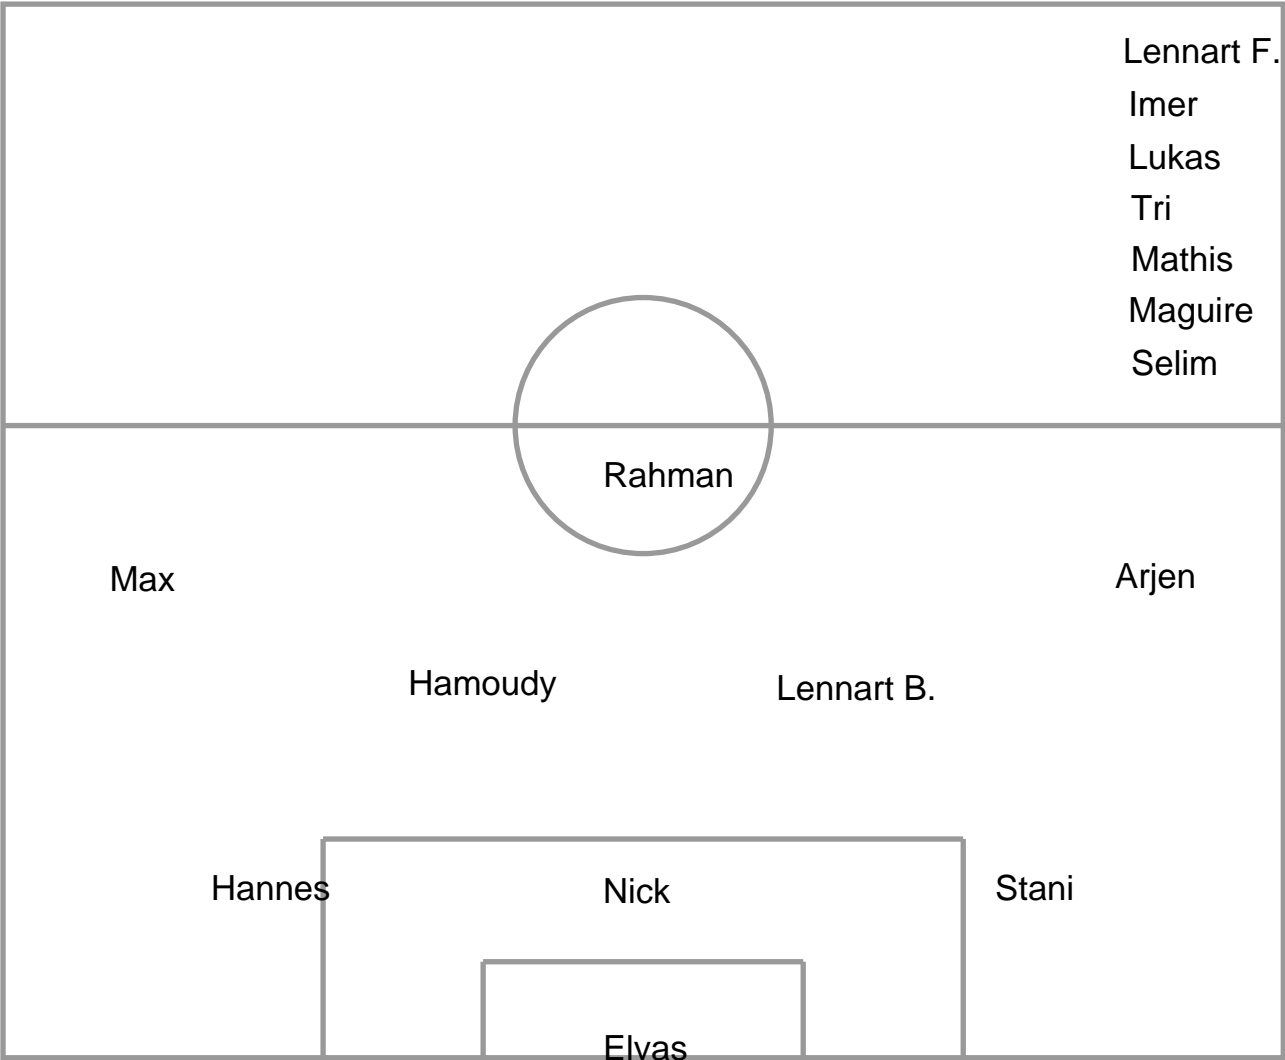 Lennart F.
Imer
Lukas
Tri
Mathis
Maguire
Selim
Rahman
Max
Arjen
Hamoudy
Lennart B.
Hannes
Nick
Stani
Elvas